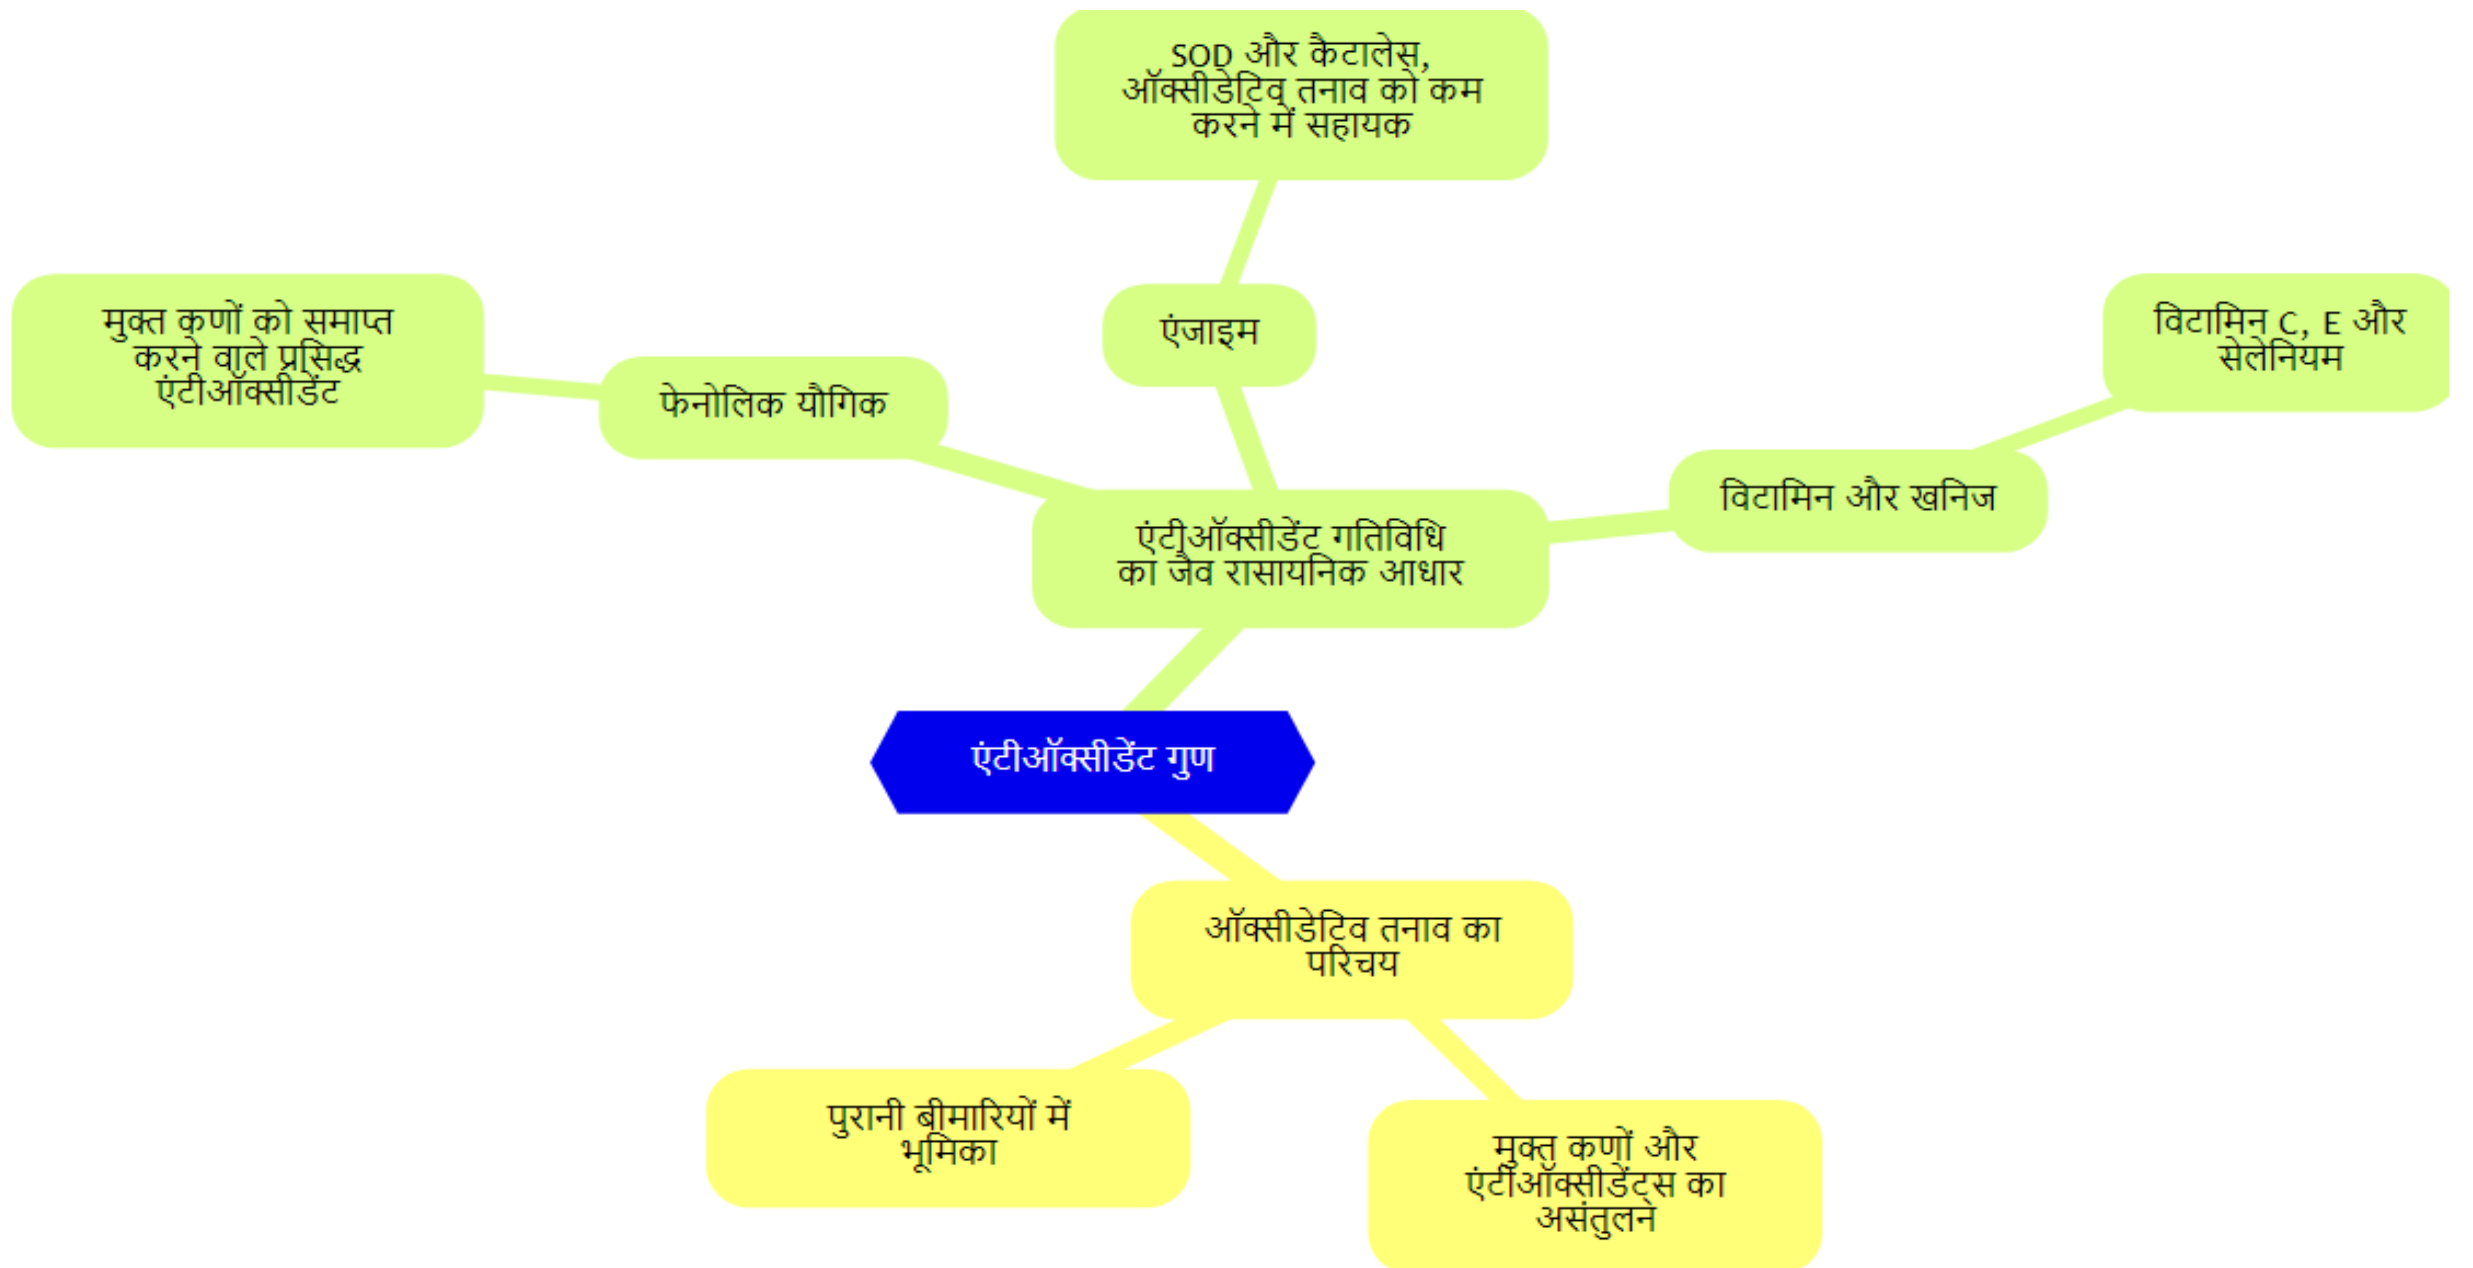 SOD और कैटालेस,
ऑक्सीडेटिव तनाव को कम
करने में सहायक
मुक्त कणों को समाप्त
करने वाले प्रसिद्ध
एंटीऑक्सीडेंट
एंजाइम
विटामिन C, E और
सेलेनियम
फेनोलिक यौगिक
विटामिन और खनिज
एंटीऑक्सीडेंट गतिविधि
का जैव रासायनिक आधार
एंटीऑक्सीडेंट गुण
ऑक्सीडेटिव तनाव का
परिचय
पुरानी बीमारियों में
भूमिका
मुक्त कणों और
एंटीऑक्सीडेंट्स का
असंतुलन